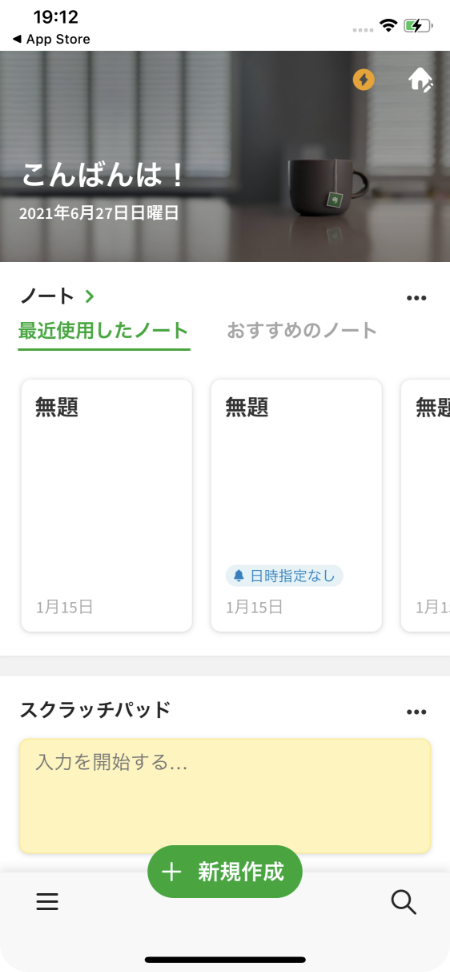 19:12
◀ App Store
こんばんは！
2021年6月27日日曜日
ノート
最近使用したノート おすすめのノート
無題 無題 無題
日時指定なし
1月15日 1月15日 1月15
スクラッチパッド
入力を開始する...
新規作成